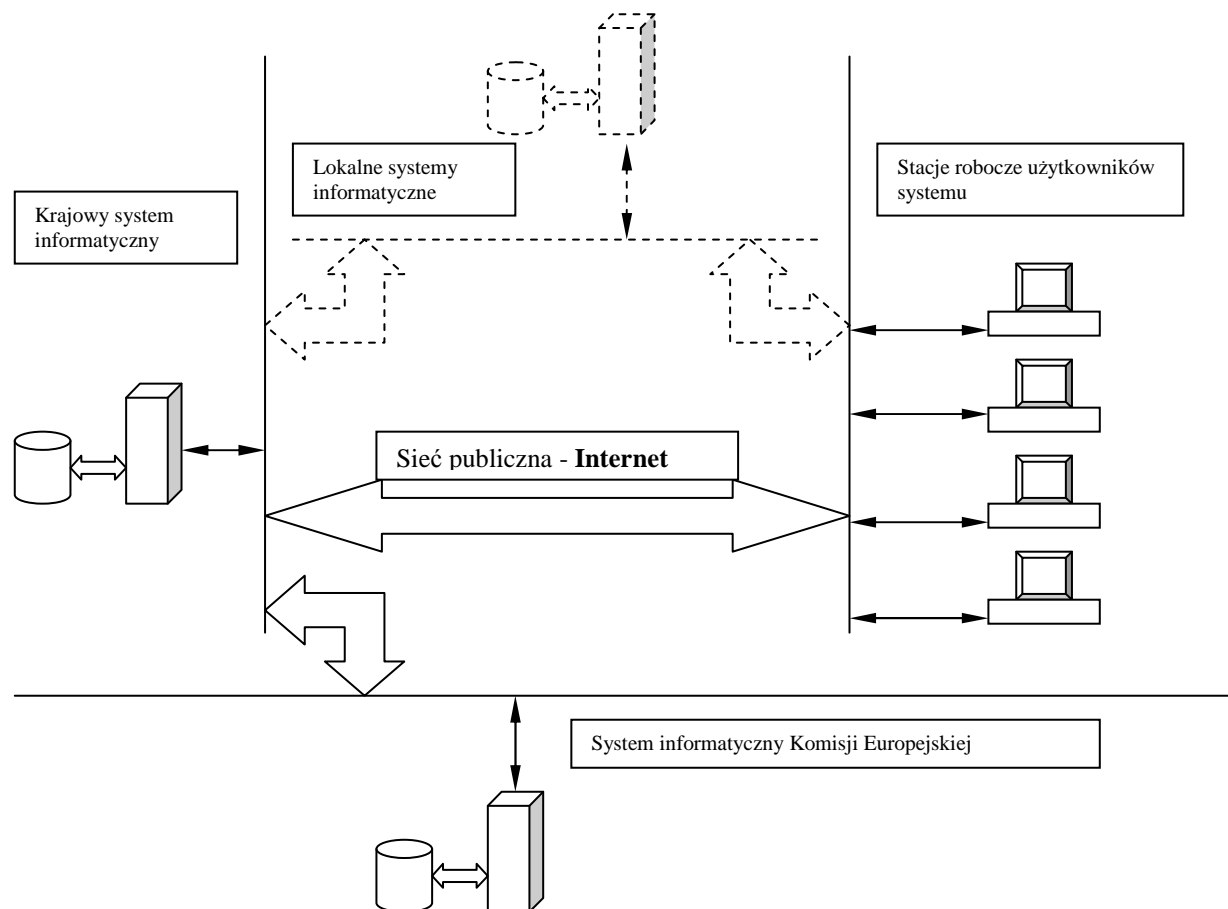 Lokalne systemy
informatyczne
Stacje robocze użytkowników
systemu
Krajowy system
informatyczny
Sieć publiczna - Internet
System informatyczny Komisji Europejskiej